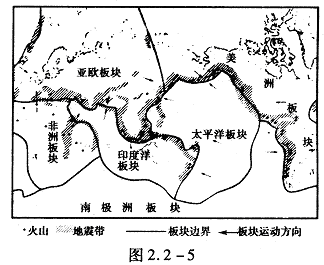 美
洲
板
块
亚欧板块
非洲
板块
印度洋
板块
太平洋板块
南极洲板块
火山 地震带 板块边界 板块运动方向
图2.2-5